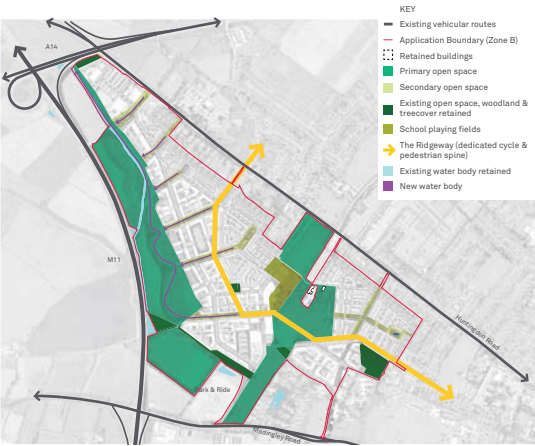 KEY
Existing vehicular routes
Application Boundary (Zone B)
Retained buildings
Primary open space
Secondary open space
Existing open space, woodland &
treecover retained
School playing fields
The Ridgeway (dedicated cycle &
pedestrian spine)
Existing water body retained
New water body
A14
M11
Huntingdon Road
Park & Ride
Madingley Road